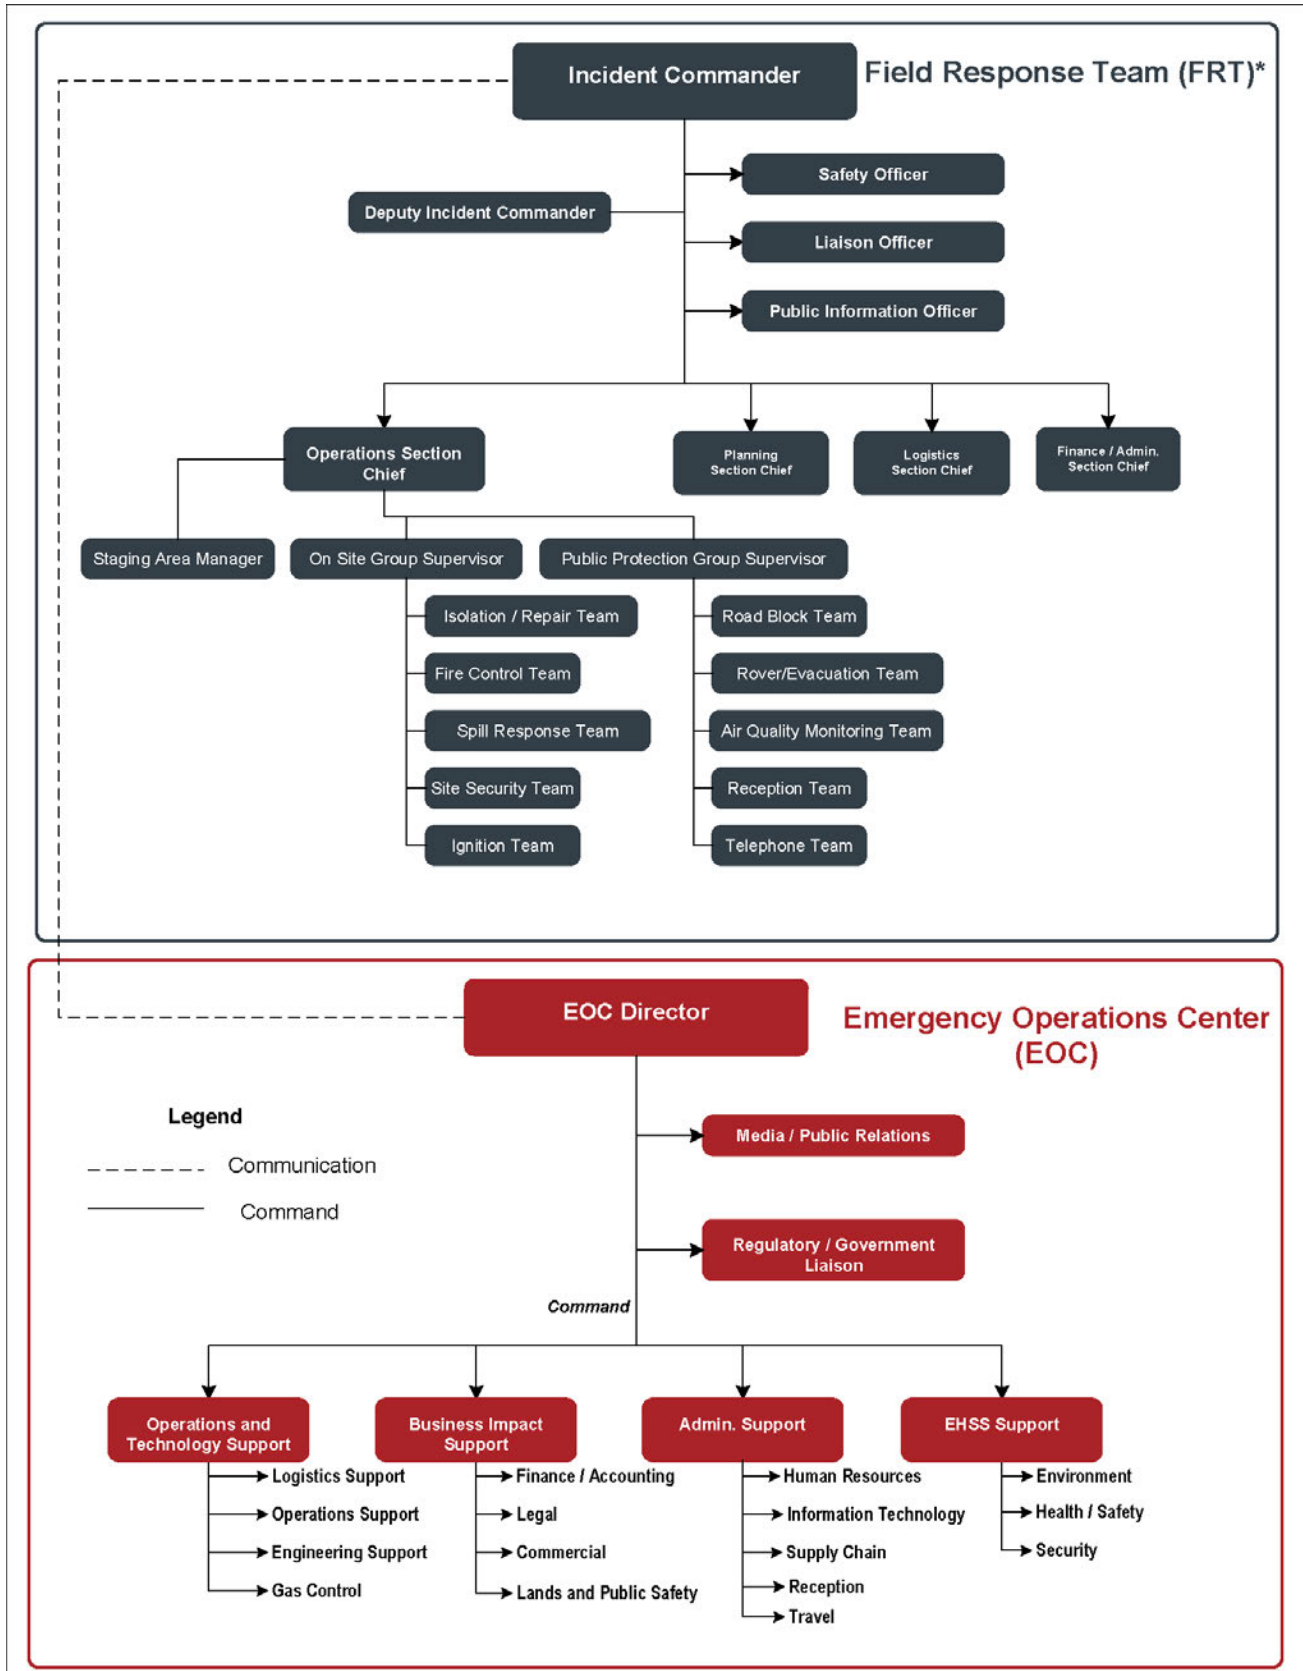 Incident Commander
Field Response Team (FRT)*
Safety Officer
Deputy Incident Commander
Liaison Officer
Public Information Officer
Operations Section
Chief
Planning
Section Chief
Logistics
Section Chief
Finance / Admin.
Section Chief
Staging Area Manager
On Site Group Supervisor
Public Protection Group Supervisor
Isolation / Repair Team
Fire Control Team
Spill Response Team
Site Security Team
Ignition Team
Road Block Team
Rover/Evacuation Team
Air Quality Monitoring Team
Reception Team
Telephone Team
EOC Director
Emergency Operations Center
(EOC)
Legend
Communication
Command
Media / Public Relations
Regulatory / Government
Liaison
Command
Operations and
Technology Support
Logistics Support
Operations Support
Engineering Support
Gas Control
Business Impact
Support
Finance / Accounting
Legal
Commercial
Lands and Public Safety
Admin. Support
Human Resources
Information Technology
Supply Chain
Reception
Travel
EHSS Support
Environment
Health / Safety
Security